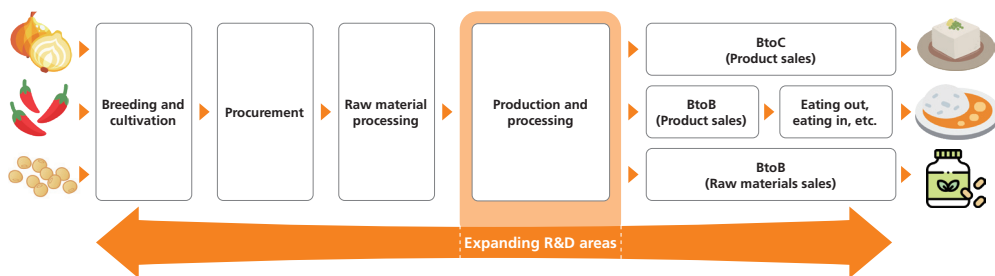 Breeding and
cultivation
Procurement
Raw material
processing
Production and
processing
BtoC
(Product sales)
BtoB
(Product sales)
Eating out,
eating in, etc.
BtoB
(Raw materials sales)
Expanding R&D areas